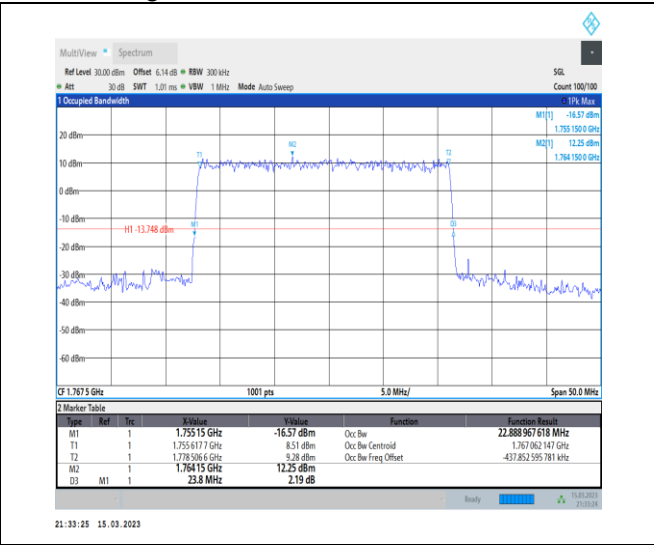 MultiView Spectrum
Ref Level 30.00 dBm Offset 6.14 dB RBW 300 kHz SGL
Att 30 dB SWT 1.01 ms VBW 1 MHz Mode Auto Sweep Count 100/100
1 Occupied Bandwidth 1Pk Max
M1[1] -16.57 dBm
1.755 150 0 GHz
M2[1] 12.25 dBm
1.764 150 0 GHz
20 dBm
M2
T1 T2
10 dBm
0 dBm
-10 dBm
M1 D3
H1 -13.748 dBm
-20 dBm
-30 dBm
-40 dBm
-50 dBm
-60 dBm
CF 1.767 5 GHz 1001 pts 5.0 MHz/ Span 50.0 MHz
2 Marker Table
Type Ref Trc X-Value Y-Value Function Function Result
M1 1 1.755 15 GHz -16.57 dBm Occ Bw 22.888 967 618 MHz
T1 1 1.755 617 7 GHz 8.51 dBm Occ Bw Centroid 1.767 062 147 GHz
T2 1 1.778 506 6 GHz 9.28 dBm Occ Bw Freq Offset -437.852 595 781 kHz
M2 1 1.764 15 GHz 12.25 dBm
D3 M1 1 23.8 MHz 2.19 dB
Ready 15.03.2023
21:33:24
21:33:25 15.03.2023